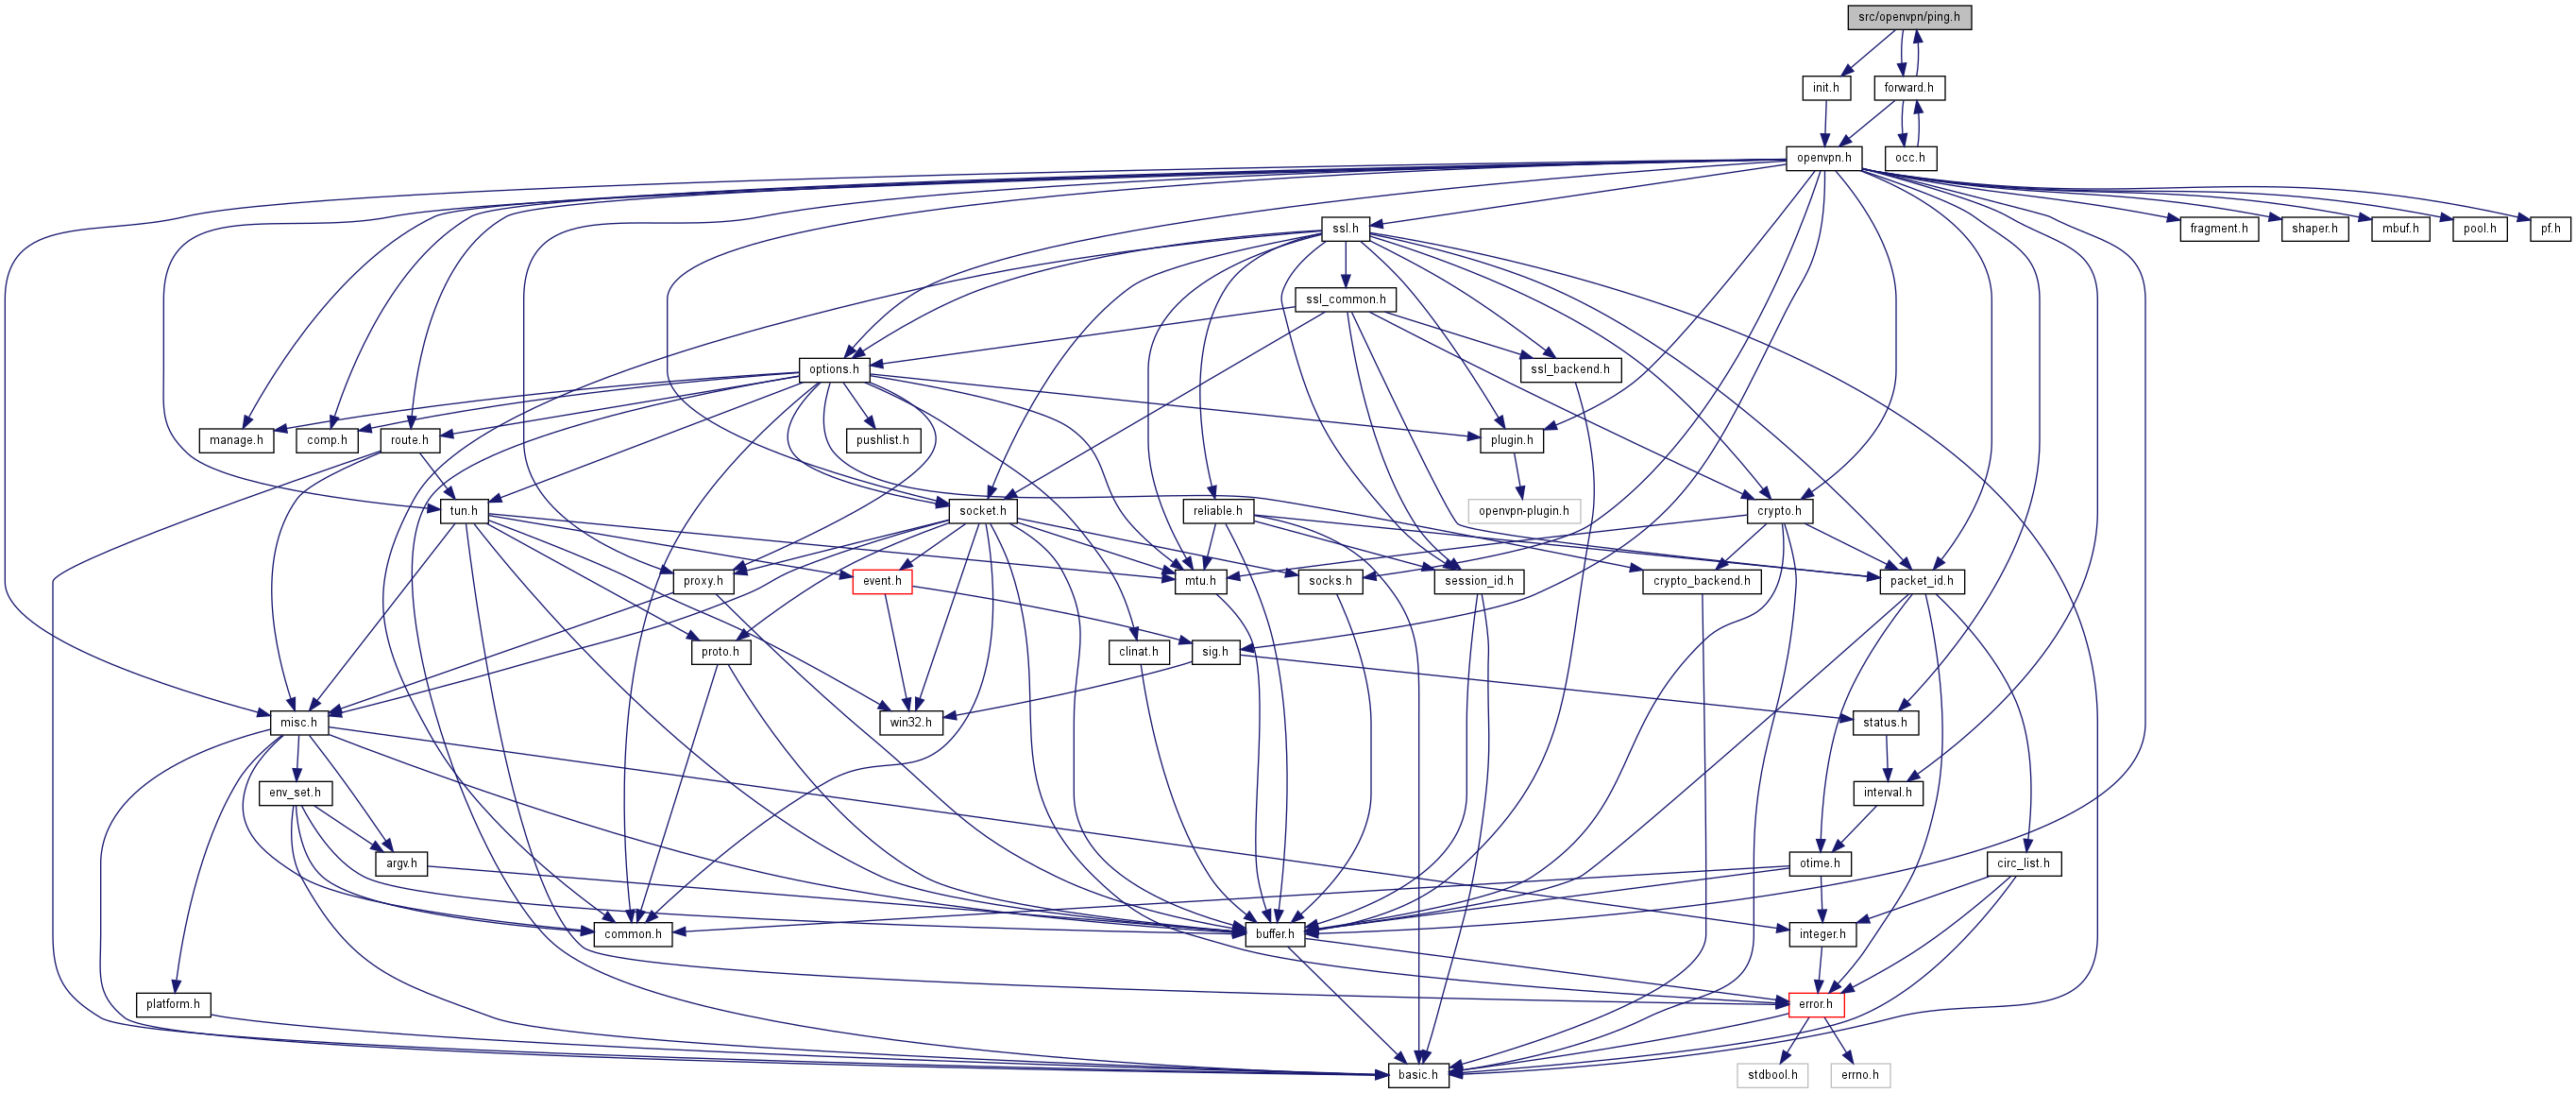 src/openvpn/ping.h
init.h
forward.h
openvpn.h
occ.h
ssl.h
fragment.h
shaper.h
mbuf.h
pool.h
pf.h
ssl_common.h
options.h
ssl_backend.h
manage.h
comp.h
route.h
pushlist.h
plugin.h
tun.h
socket.h
reliable.h
openvpn-plugin.h
crypto.h
proxy.h
event.h
mtu.h
socks.h
session_id.h
crypto_backend.h
packet_id.h
proto.h
clinat.h
sig.h
misc.h
win32.h
status.h
env_set.h
interval.h
argv.h
otime.h
circ_list.h
common.h
buffer.h
integer.h
platform.h
error.h
basic.h
stdbool.h
errno.h